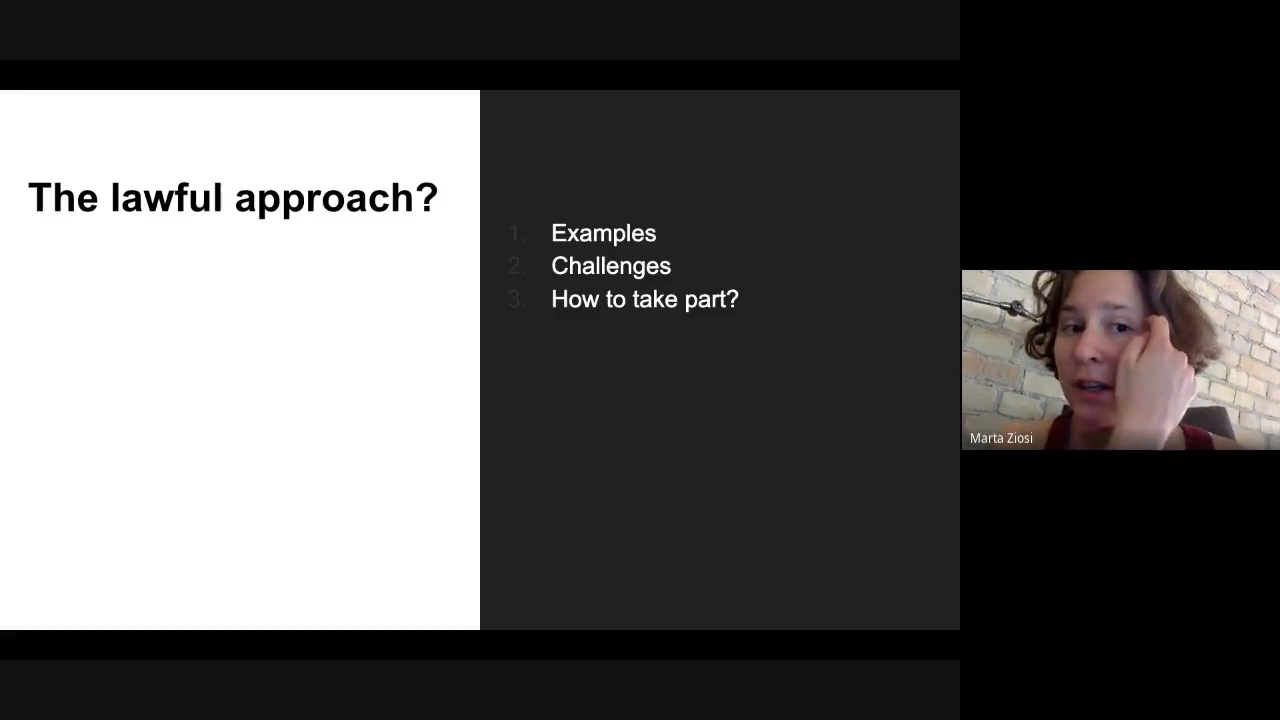 The lawful approach?
1. Examples
2. Challenges
3. How to take part?
Marta Ziosi